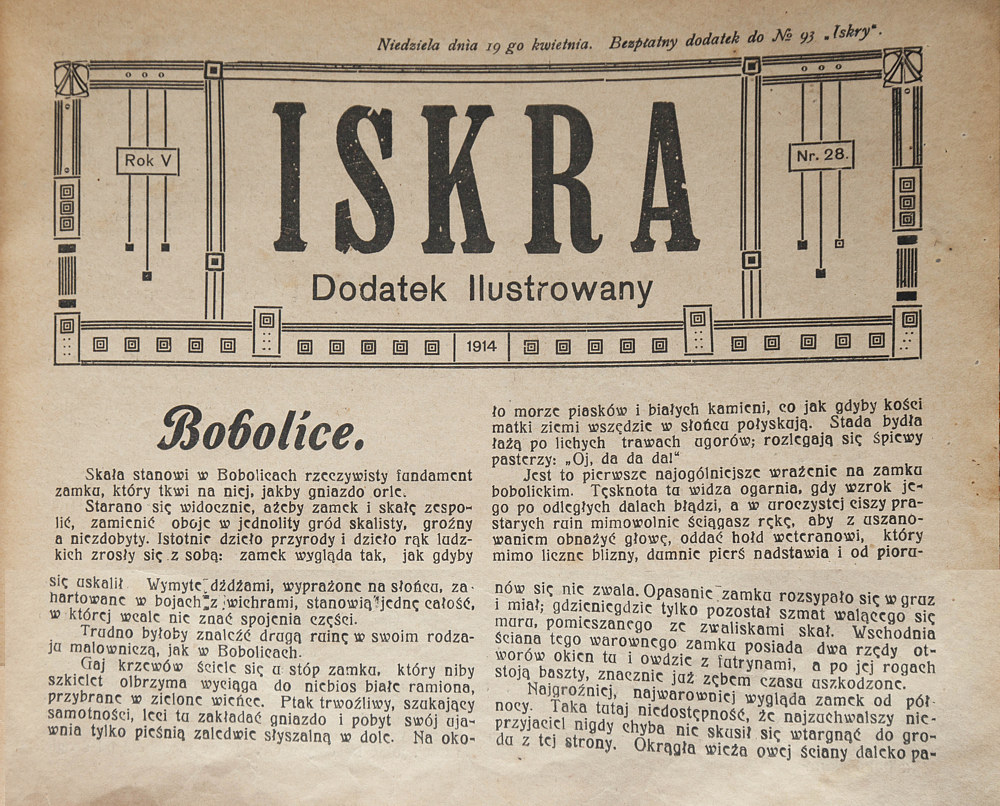 Niedziela dnia 19 go kwietnia. Bezpłatny dodatek do № 93 „Iskry".
Rok V
ISKRA
Nr. 28.
Dodatek Ilustrowany
1914
Bobolice.
Skała stanowi w Bobolicach rzeczywisty fundament
zamku, który tkwi na niej, jakby gniazdo orle.
Starano się widocznie, ażeby zamek i skałę zespo-
lić, zamienić oboje w jednolity gród skalisty, groźny
a niezdobyty. Istotnie dzieło przyrody i dzieło rąk ludz-
kich zrosły się z sobą: zamek wygląda tak, jak gdyby
się uskalił. Wymyte dżdżami, wyprażone na słońcu, za-
hartowane w bojach z wichrami, stanowią jedną całość,
w której wcale nie znać spojenia części.
Trudno byłoby znaleźć drugą ruinę w swoim rodza-
ju malowniczą, jak w Bobolicach.
Gaj krzewów ściele się u stóp zamku, który niby
szkielet olbrzyma wyciąga do niebios białe ramiona,
przybrane w zielone wieńce. Ptak trwożliwy, szukający
samotności, leci tu zakładać gniazdo i pobyt swój uja-
wnia tylko pieśnią zaledwie słyszalną w dole. Na oko-
ło morze piasków i białych kamieni, co jak gdyby kości
matki ziemi wszędzie w słońcu połyskują. Stada bydła
łażą po lichych trawach ugorów; rozlegają się śpiewy
pasterzy: „Oj, da da da!"
Jest to pierwsze najogólniejsze wrażenie na zamku
bobolickim. Tęsknota tu widza ogarnia, gdy wzrok je-
go po odległych dalach błądzi, a w uroczystej ciszy pra-
starych ruin mimowolnie ściągasz rękę, aby z uszano-
waniem obnażyć głowę, oddać hołd weteranowi, który
mimo liczne blizny, dumnie pierś nadstawia i od pioru-
nów się nie zwala. Opasanie zamku rozsypało się w gruz
i miał; gdzieniegdzie tylko pozostał szmat walącego się
muru, pomieszanego ze zwaliskami skał. Wschodnia
ściana tego warownego zamku posiada dwa rzędy ot-
worów okien tu i owdzie z futrynami, a po jej rogach
stoją baszty, znacznie już zębem czasu uszkodzone.
Najgroźniej, najwarowniej wygląda zamek od pół-
nocy. Taka tutaj niedostępność, że najzuchwalszy nie-
przyjaciel nigdy chyba nie skusił się wtargnąć do gro-
du z tej strony. Okrągła wieża owej ściany daleko pa-